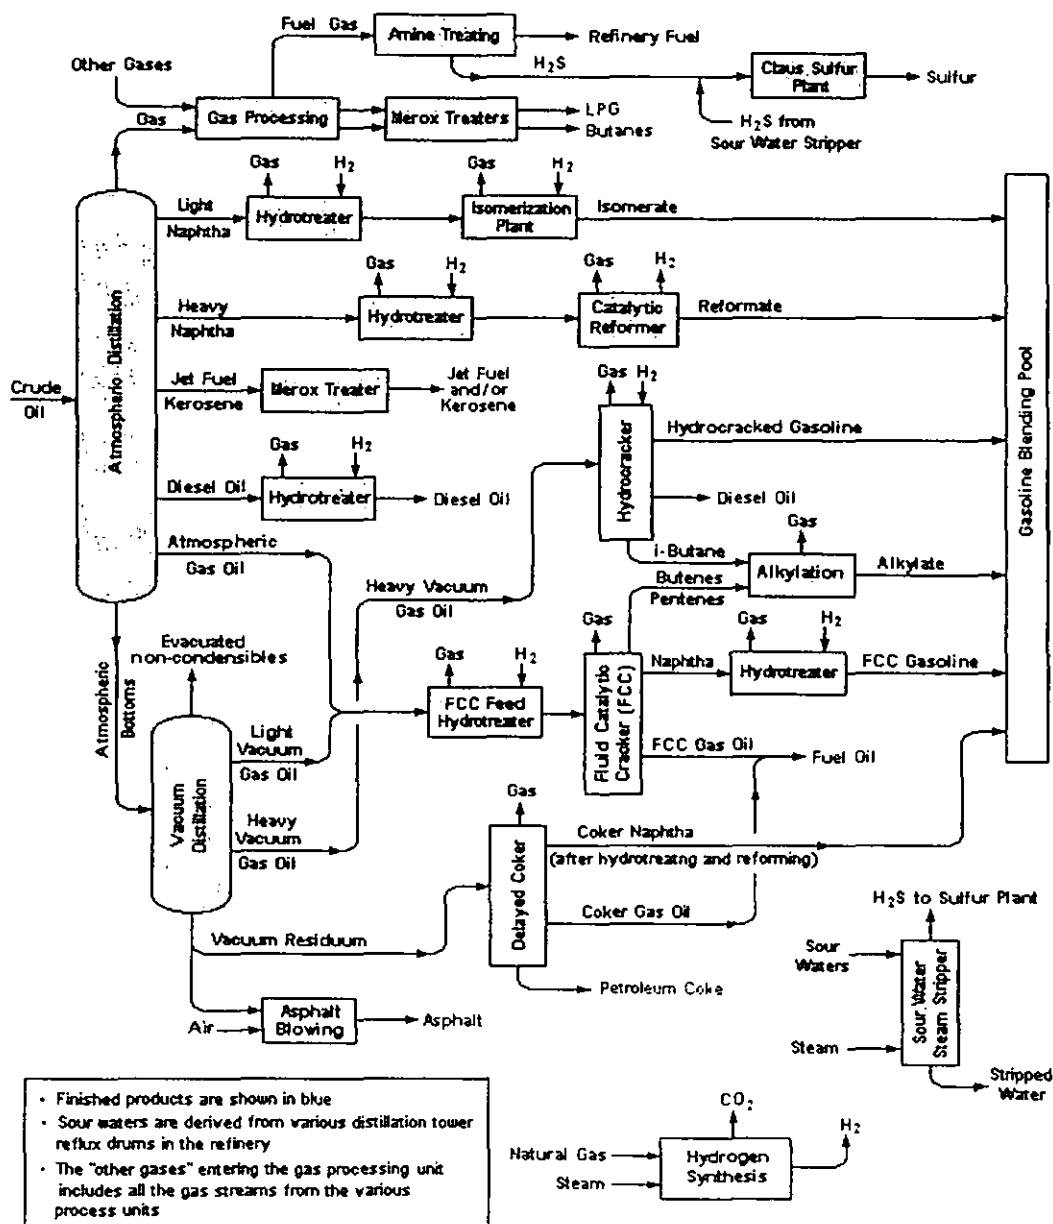 Fuel Gas
Amine Treating
Refinery Fuel
Other Gases
H2S
Claus Sulfur
Plant
Sulfur
Gas
Gas Processing
Merox Treaters
LPG
Butanes
H2S from
Sour Water Stripper
Gas
H2
Gas
H2
Light
Naphtha
Hydrotreater
Isomerization
Plant
Isomerate
Gas
H2
Gas
H2
Heavy
Naphtha
Hydrotreater
Catalytic
Reformer
Reformate
Atmospheric Distillation
Gasoline Blending Pool
Crude
Oil
Jet Fuel
Kerosene
Merox Treater
Jet Fuel
and/or
Kerosene
Gas
H2
Hydrocracker
Hydrocracked Gasoline
Gas
H2
Diesel Oil
Hydrotreater
Diesel Oil
Diesel Oil
Atmospheric
Gas Oil
i-Butane
Gas
Alkylation
Alkylate
Butenes
Pentenes
Heavy Vacuum
Gas Oil
Evacuated
non-condensibles
Atmospheric
Bottoms
Gas
H2
FCC Feed
Hydrotreater
Gas
Fluid Catalytic
Cracker (FCC)
Naphtha
Gas
H2
Hydrotreater
FCC Gasoline
Light
Vacuum
Gas Oil
FCC Gas Oil
Fuel Oil
Vacuum
Distillation
Heavy
Vacuum
Gas Oil
Gas
Delayed Coker
Coker Naphtha
(after hydrotreatng and reforming)
Coker Gas Oil
Vacuum Residuum
Petroleum Coke
H2S to Sulfur Plant
Sour
Waters
Sour Water
Steam Stripper
Steam
Stripped
Water
Air
Asphalt
Blowing
Asphalt
• Finished products are shown in blue
• Sour waters are derived from various distillation tower
reflux drums in the refinery
• The "other gases" entering the gas processing unit
includes all the gas streams from the various
process units
CO2
H2
Natural Gas
Steam
Hydrogen
Synthesis